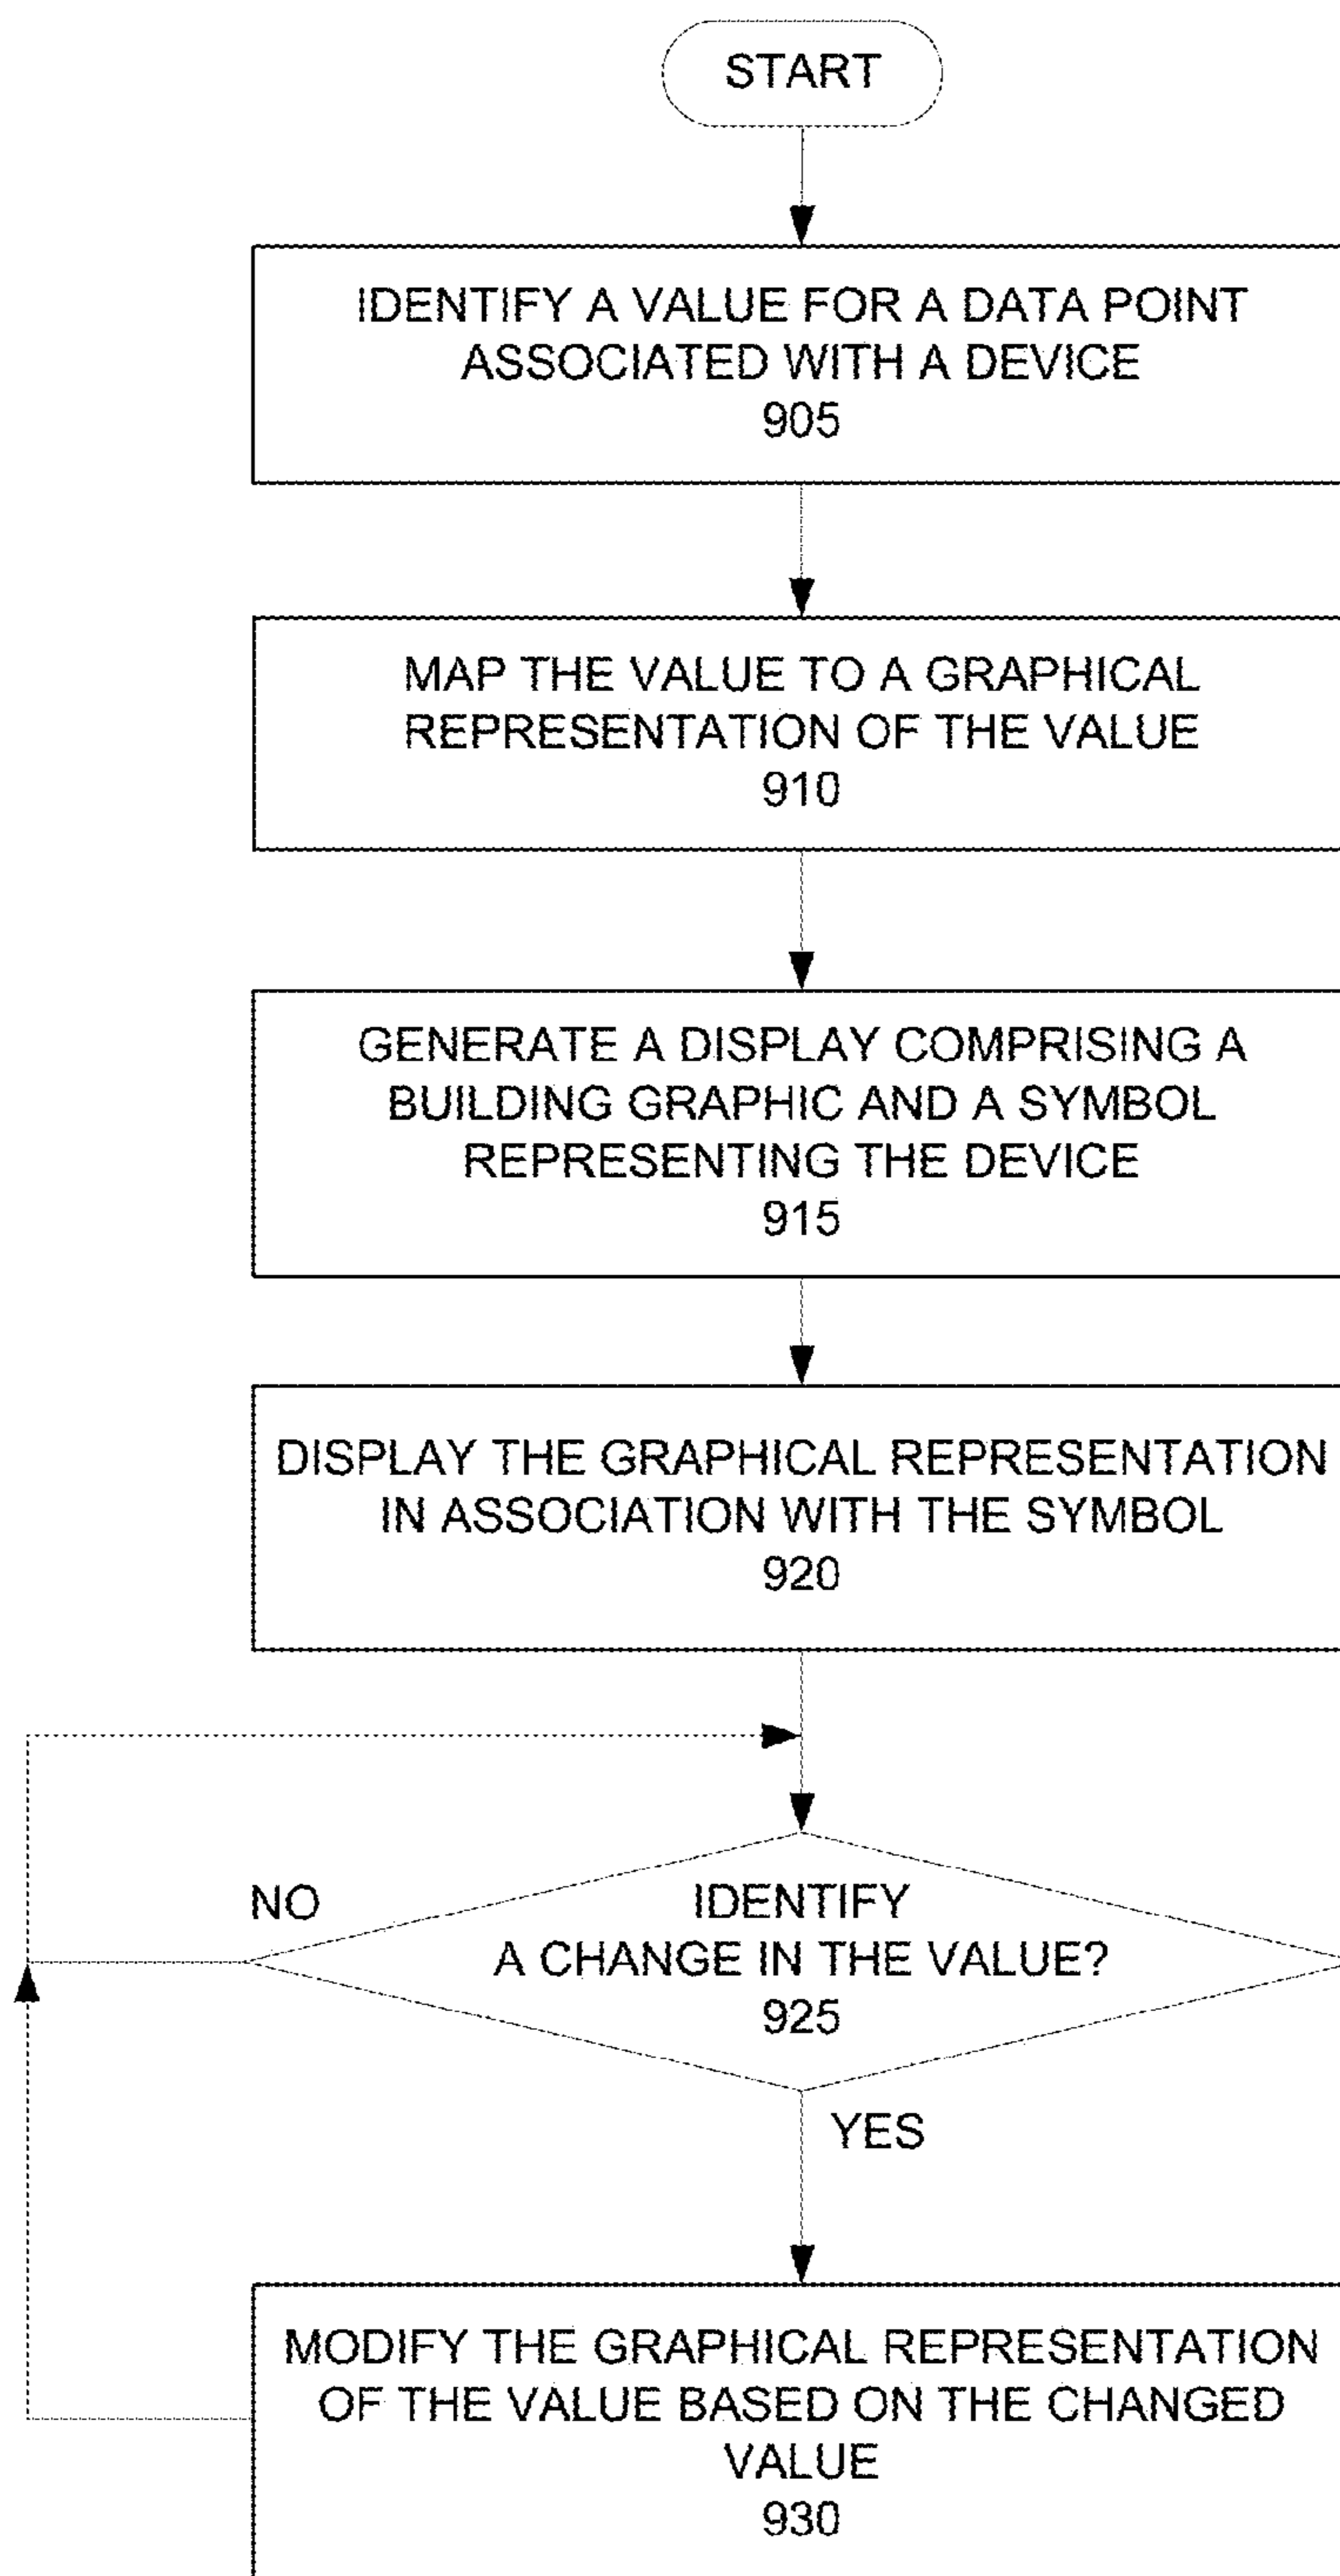 START
IDENTIFY A VALUE FOR A DATA POINT
ASSOCIATED WITH A DEVICE
905
MAP THE VALUE TO A GRAPHICAL
REPRESENTATION OF THE VALUE
910
GENERATE A DISPLAY COMPRISING A
BUILDING GRAPHIC AND A SYMBOL
REPRESENTING THE DEVICE
915
DISPLAY THE GRAPHICAL REPRESENTATION
IN ASSOCIATION WITH THE SYMBOL
920
NO
IDENTIFY
A CHANGE IN THE VALUE?
925
YES
MODIFY THE GRAPHICAL REPRESENTATION
OF THE VALUE BASED ON THE CHANGED
VALUE
930